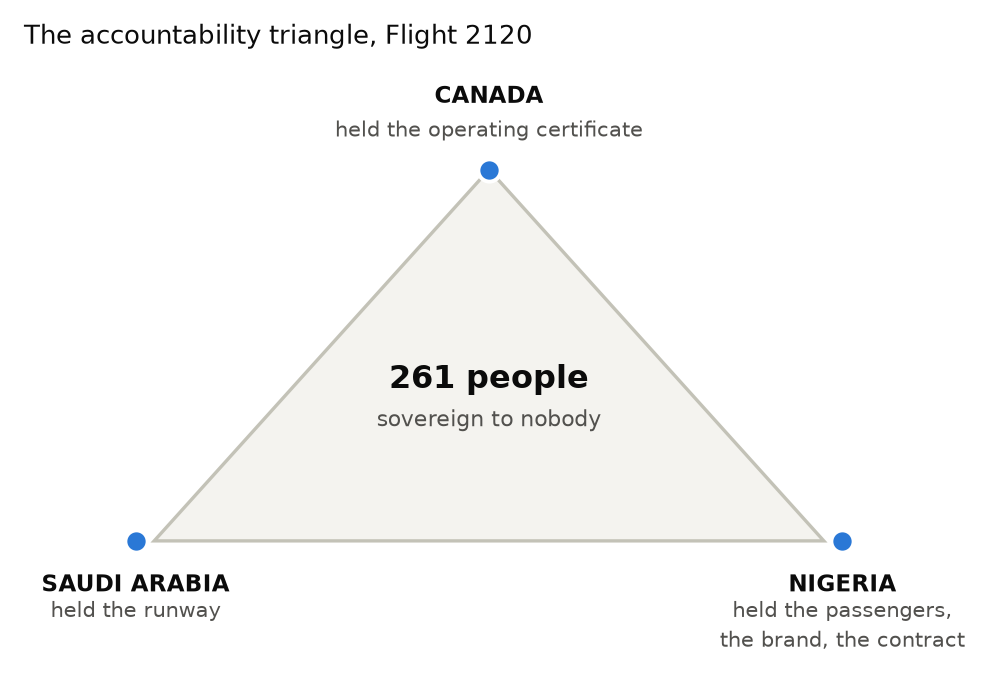 The accountability triangle, Flight 2120
CANADA
held the operating certificate
261 people
sovereign to nobody
SAUDI ARABIA
held the runway
NIGERIA
held the passengers,
the brand, the contract